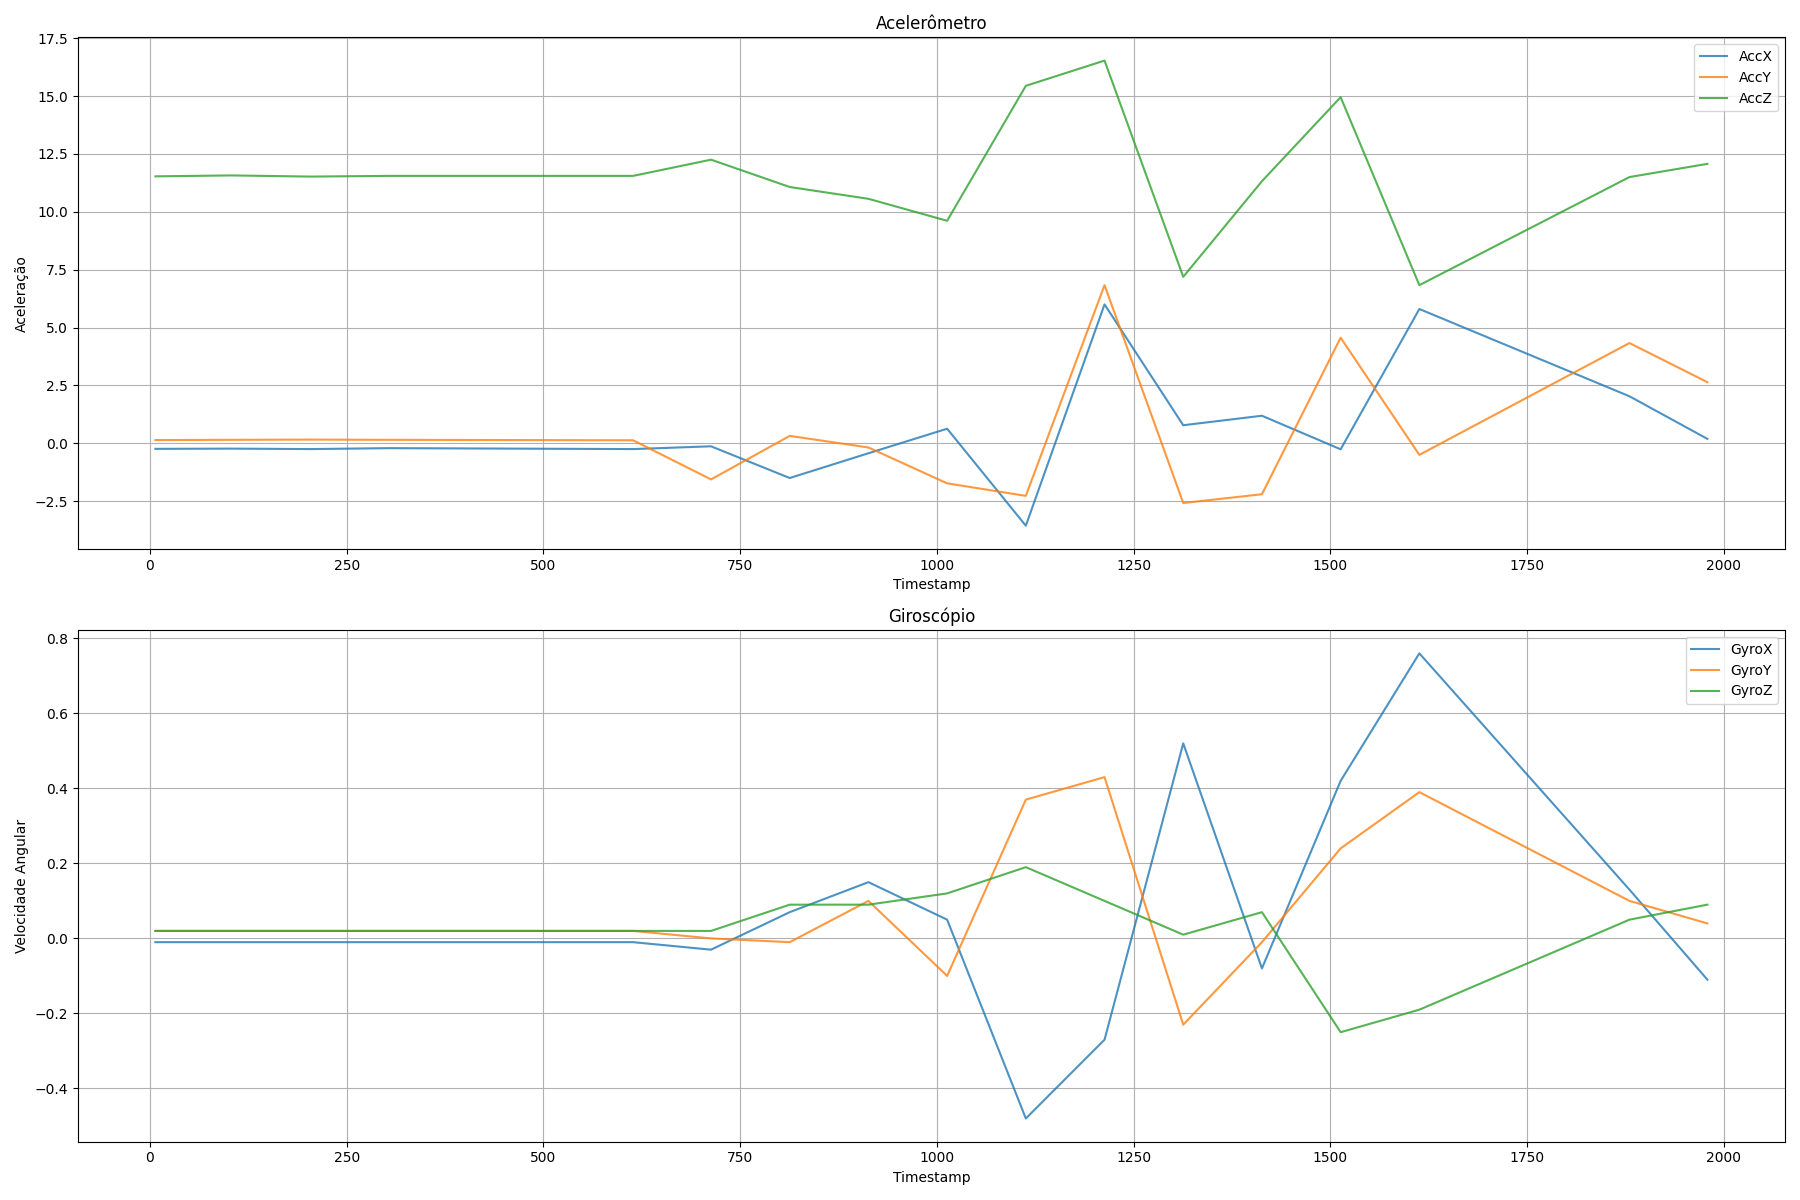 Acelerômetro
17.5
15.0
12.5
10.0
7.5
5.0
2.5
0.0
−2.5
Aceleração
AccX
AccY
AccZ
0 250 500 750 1000 1250 1500 1750 2000
Timestamp
Giroscópio
0.8
0.6
0.4
0.2
0.0
−0.2
−0.4
Velocidade Angular
GyroX
GyroY
GyroZ
0 250 500 750 1000 1250 1500 1750 2000
Timestamp